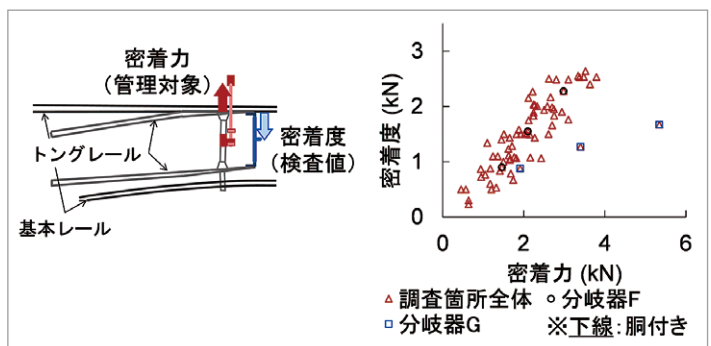 密着力
(管理対象)
トングレール
密着度
(検査値)
基本レール
密着度(kN)
3
2
1
0
0
2
4
6
密着力 (kN)
△調査箇所全体 ○分岐器F
□分岐器G ※下線:胴付き